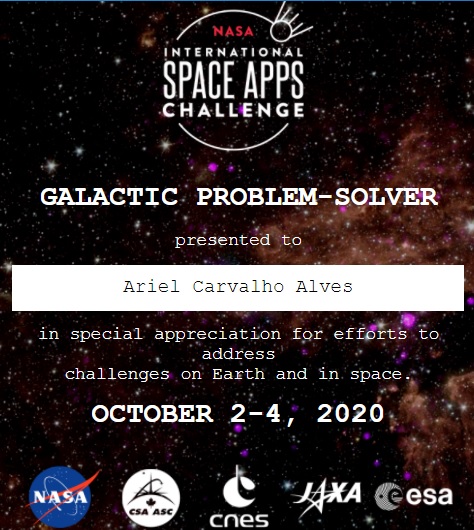 NASA
INTERNATIONAL
SPACE APPS
CHALLENGE
GALACTIC PROBLEM-SOLVER
presented to
Ariel Carvalho Alves
in special appreciation for efforts to
address
challenges on Earth and in space.
OCTOBER 2-4, 2020
NASA CSA ASC cnes JAXA esa